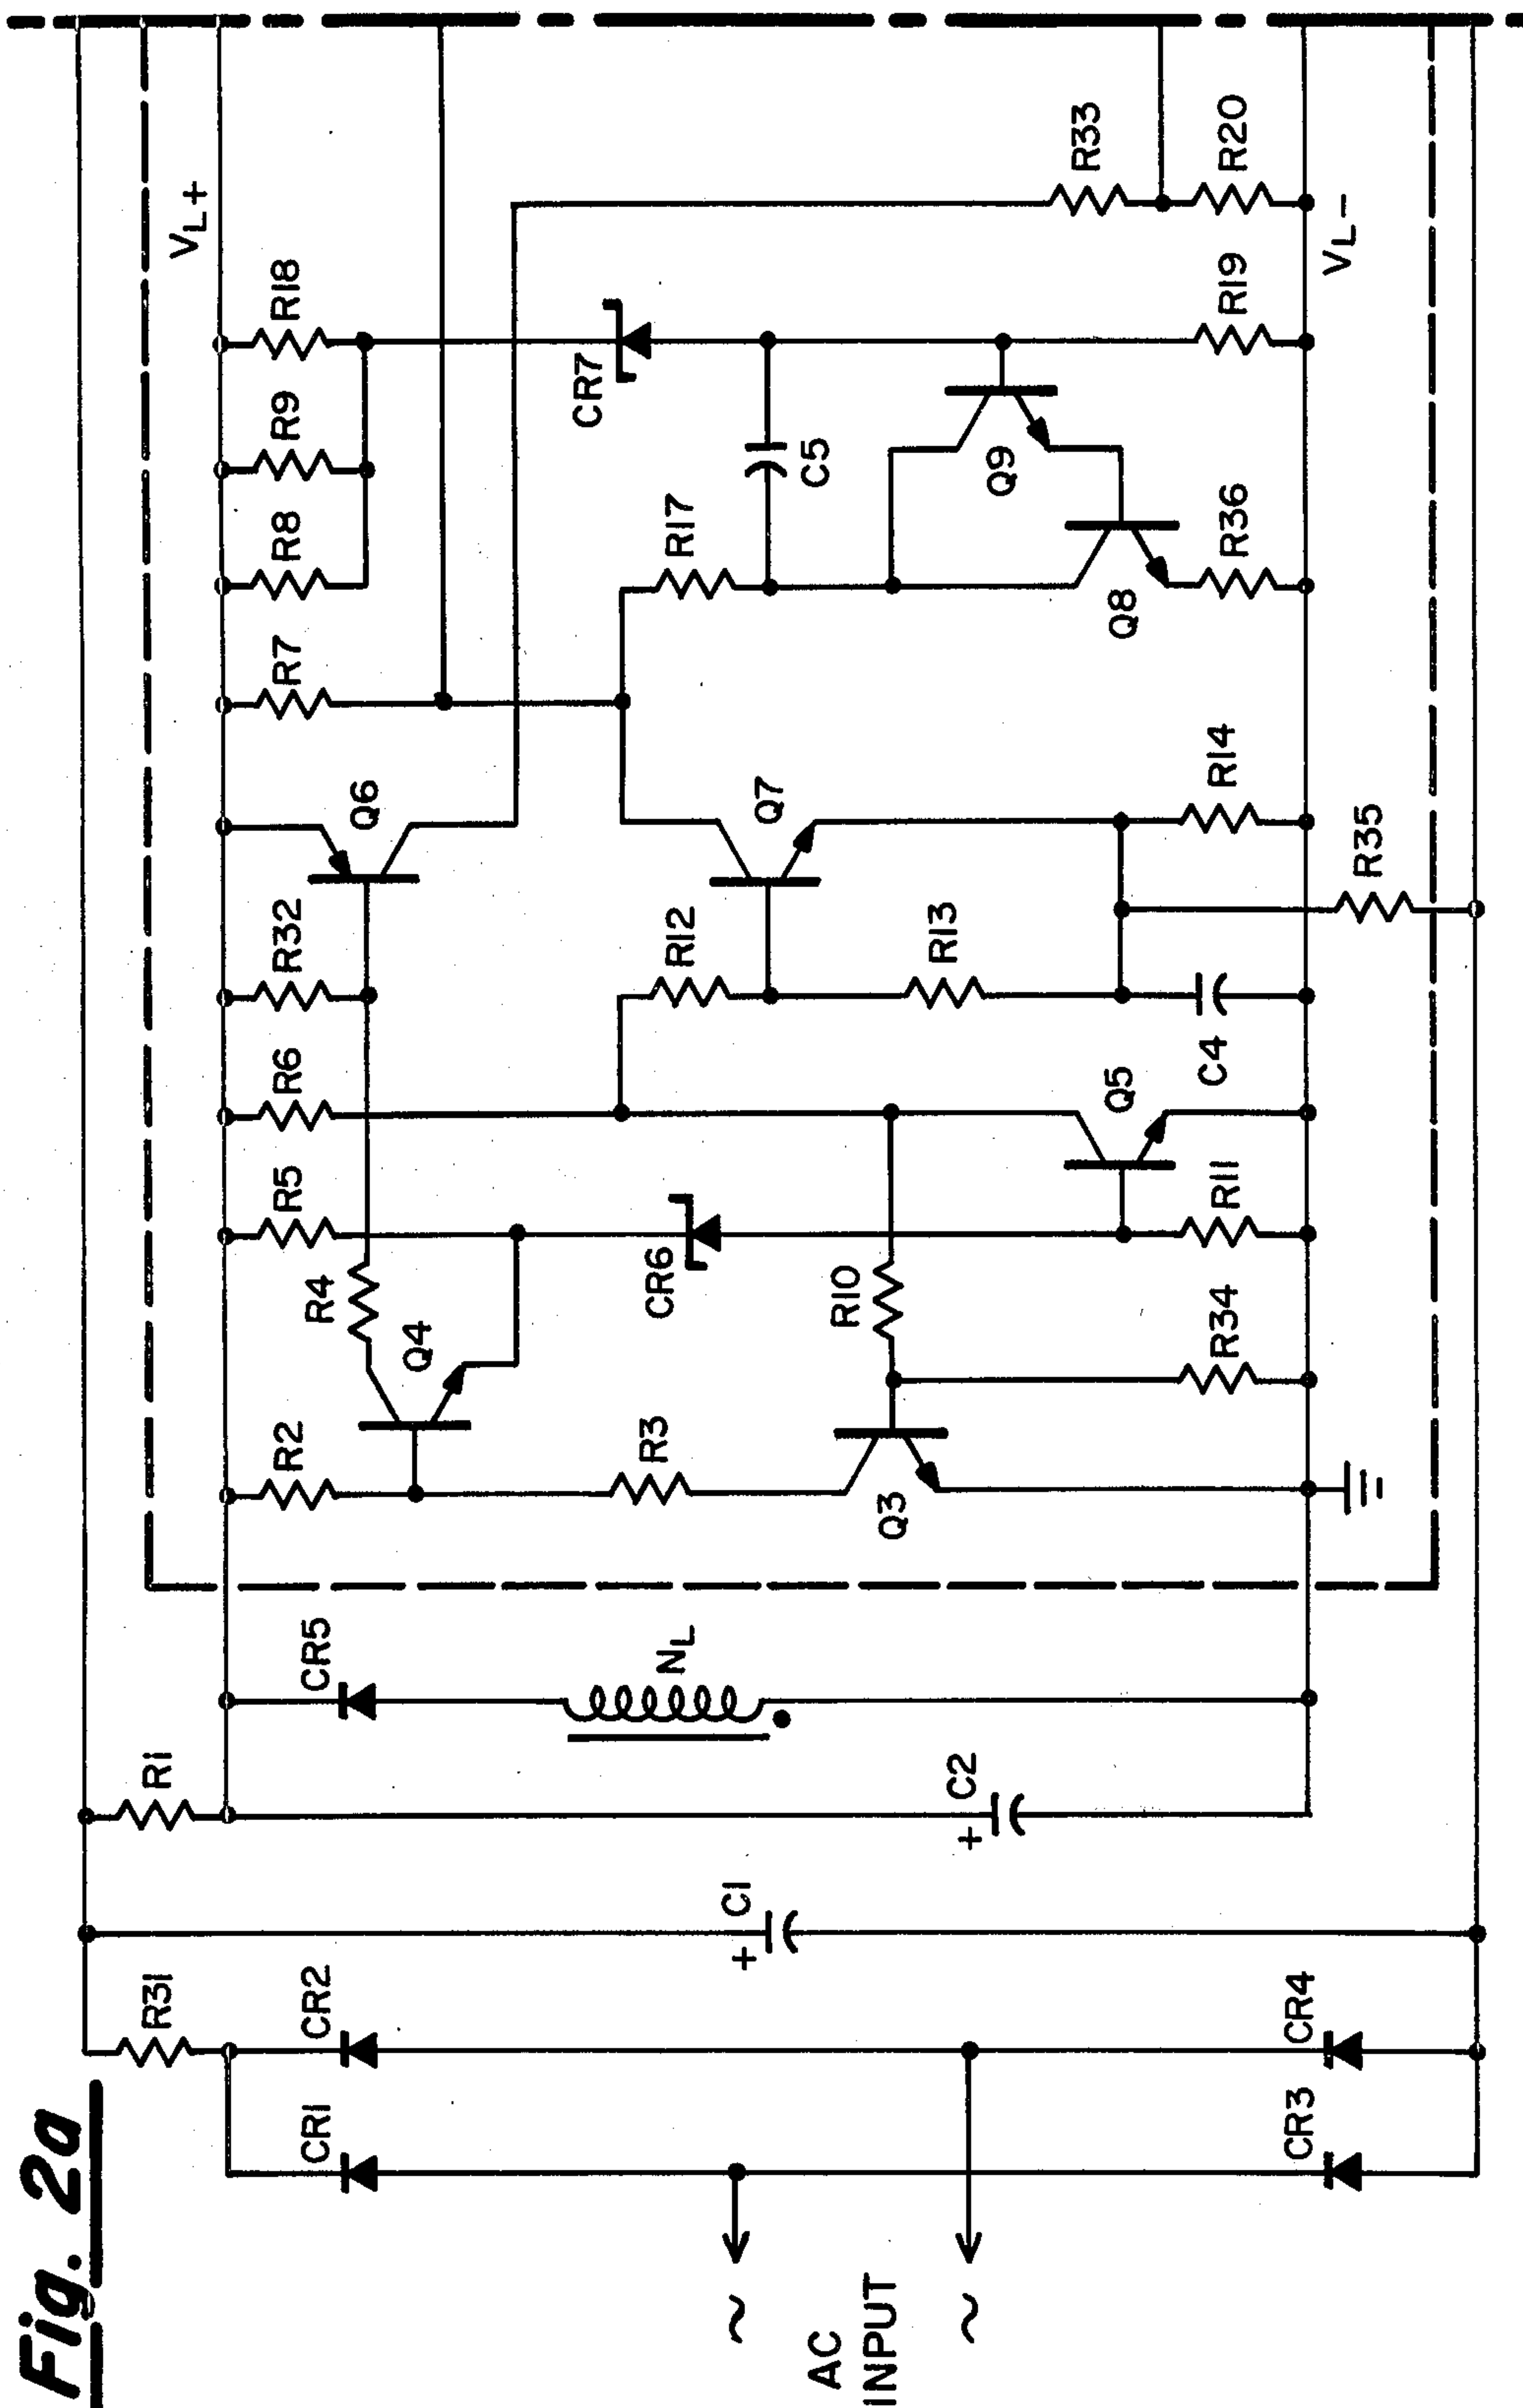 Fig. 2a
AC
INPUT
~
~
CR1
CR2
CR3
CR4
R31
C1
+
R1
C2
+
CR5
NL
R2
R3
Q3
Q4
R4
R5
CR6
R10
R34
R11
Q5
R6
R32
R12
R13
C4
Q6
Q7
R14
R35
R7
R8
R9
R18
R17
C5
CR7
Q9
Q8
R36
R19
R33
R20
VL+
VL−